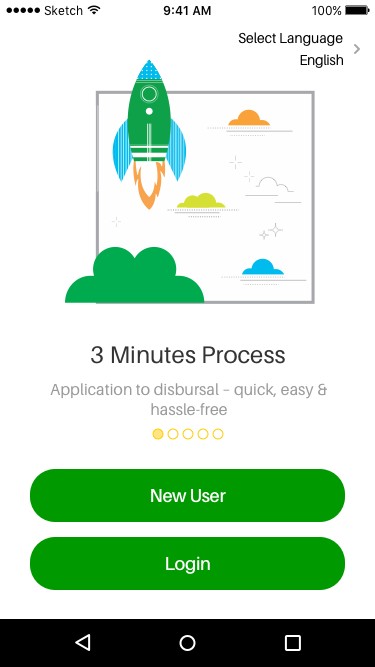 Sketch 9:41 AM 100%
Select Language
English
3 Minutes Process
Application to disbursal – quick, easy &
hassle-free
New User
Login